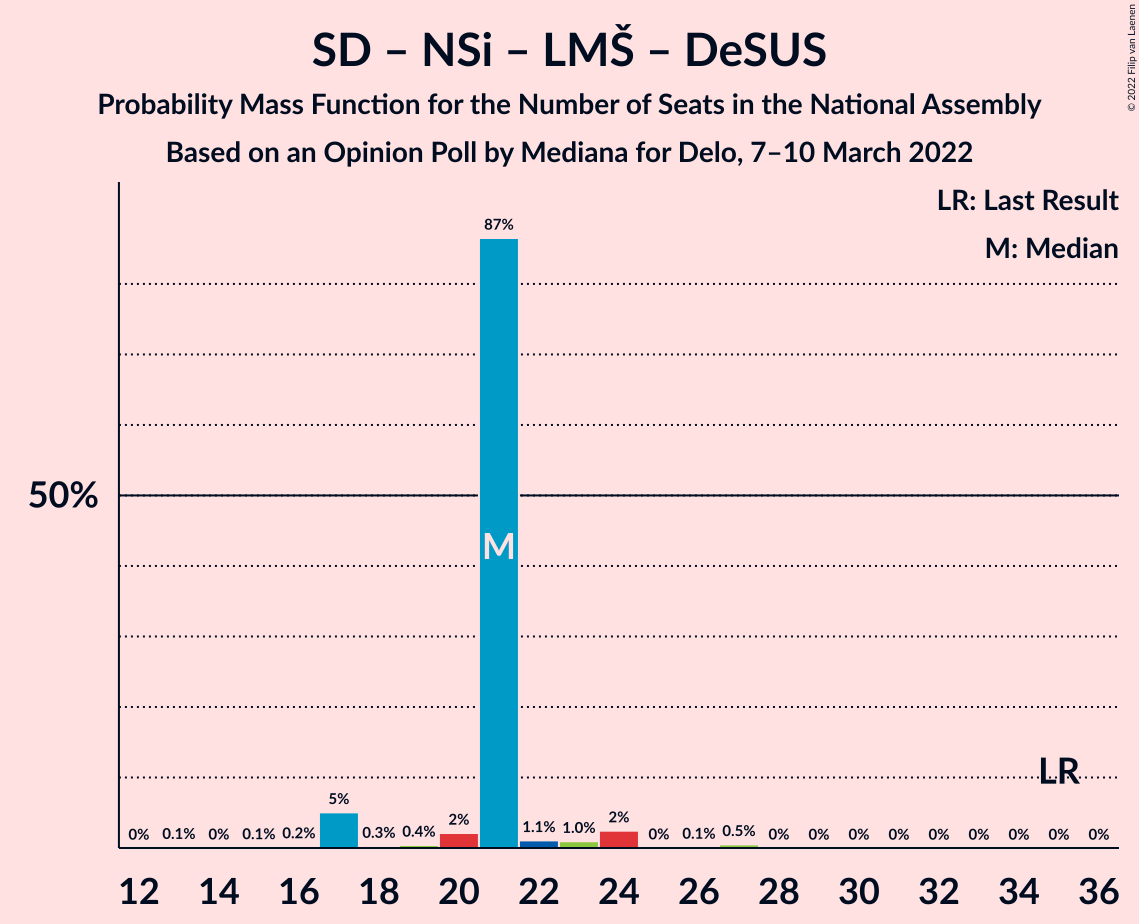 SD – NSi – LMŠ – DeSUS
Probability Mass Function for the Number of Seats in the National Assembly
Based on an Opinion Poll by Mediana for Delo, 7–10 March 2022
© 2022 Filip van Laenen
LR: Last Result
M: Median
87%
50%
M
LR
0% 0.1% 0% 0.1% 0.2% 5% 0.3% 0.4% 2% 1.1% 1.0% 2% 0% 0.1% 0.5% 0% 0% 0% 0% 0% 0% 0% 0% 0%
12 14 16 18 20 22 24 26 28 30 32 34 36